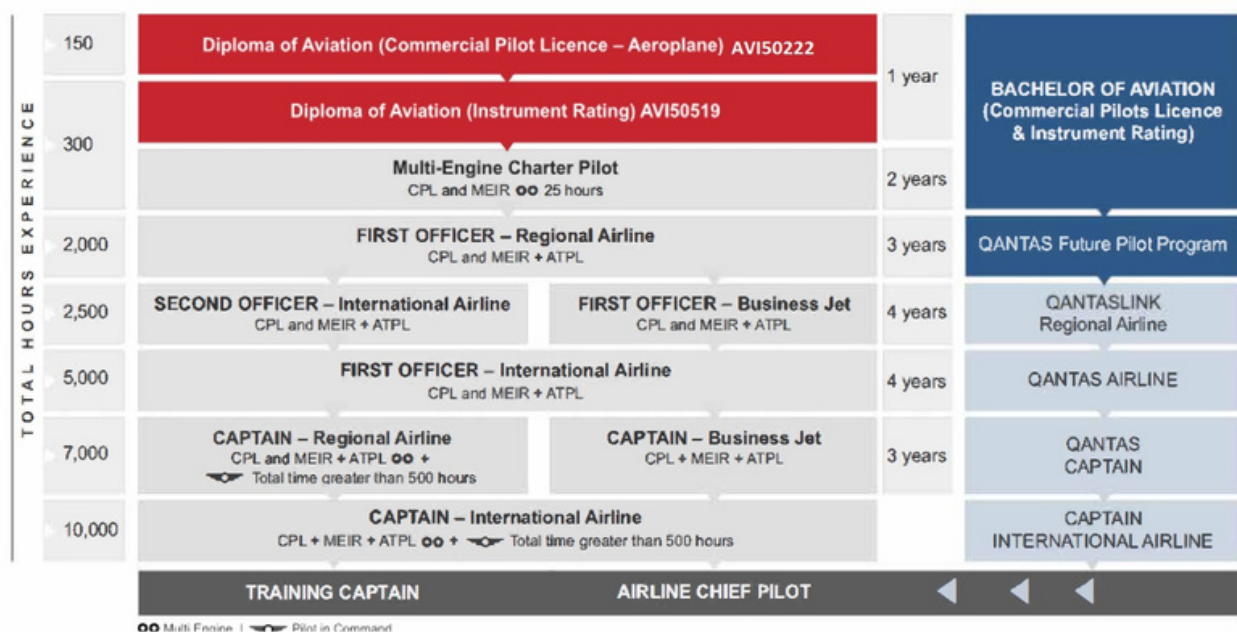 TOTAL HOURS EXPERIENCE
150
Diploma of Aviation (Commercial Pilot Licence – Aeroplane) AVI50222
1 year
BACHELOR OF AVIATION
(Commercial Pilots Licence
& Instrument Rating)
300
Diploma of Aviation (Instrument Rating) AVI50519
Multi-Engine Charter Pilot
CPL and MEIR 25 hours
2 years
2,000
FIRST OFFICER – Regional Airline
CPL and MEIR + ATPL
3 years
QANTAS Future Pilot Program
2,500
SECOND OFFICER – International Airline
CPL and MEIR + ATPL
FIRST OFFICER – Business Jet
CPL and MEIR + ATPL
4 years
QANTASLINK
Regional Airline
5,000
FIRST OFFICER – International Airline
CPL and MEIR + ATPL
4 years
QANTAS AIRLINE
7,000
CAPTAIN – Regional Airline
CPL and MEIR + ATPL +
Total time greater than 500 hours
CAPTAIN – Business Jet
CPL + MEIR + ATPL
3 years
QANTAS
CAPTAIN
10,000
CAPTAIN – International Airline
CPL + MEIR + ATPL + Total time greater than 500 hours
CAPTAIN
INTERNATIONAL AIRLINE
TRAINING CAPTAIN
AIRLINE CHIEF PILOT
Multi Engine | Pilot in Command